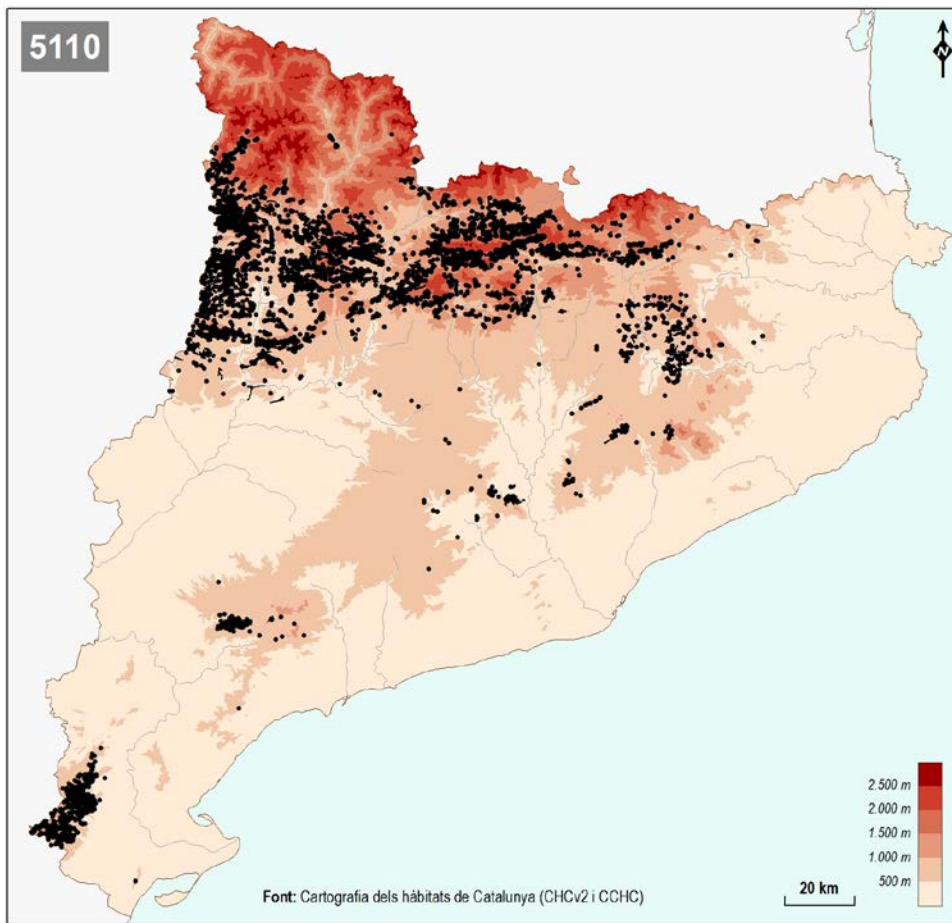 5110
N
2.500 m
2.000 m
1.500 m
1.000 m
500 m
Font: Cartografia dels hàbitats de Catalunya (CHCv2 i CCHC)
20 km